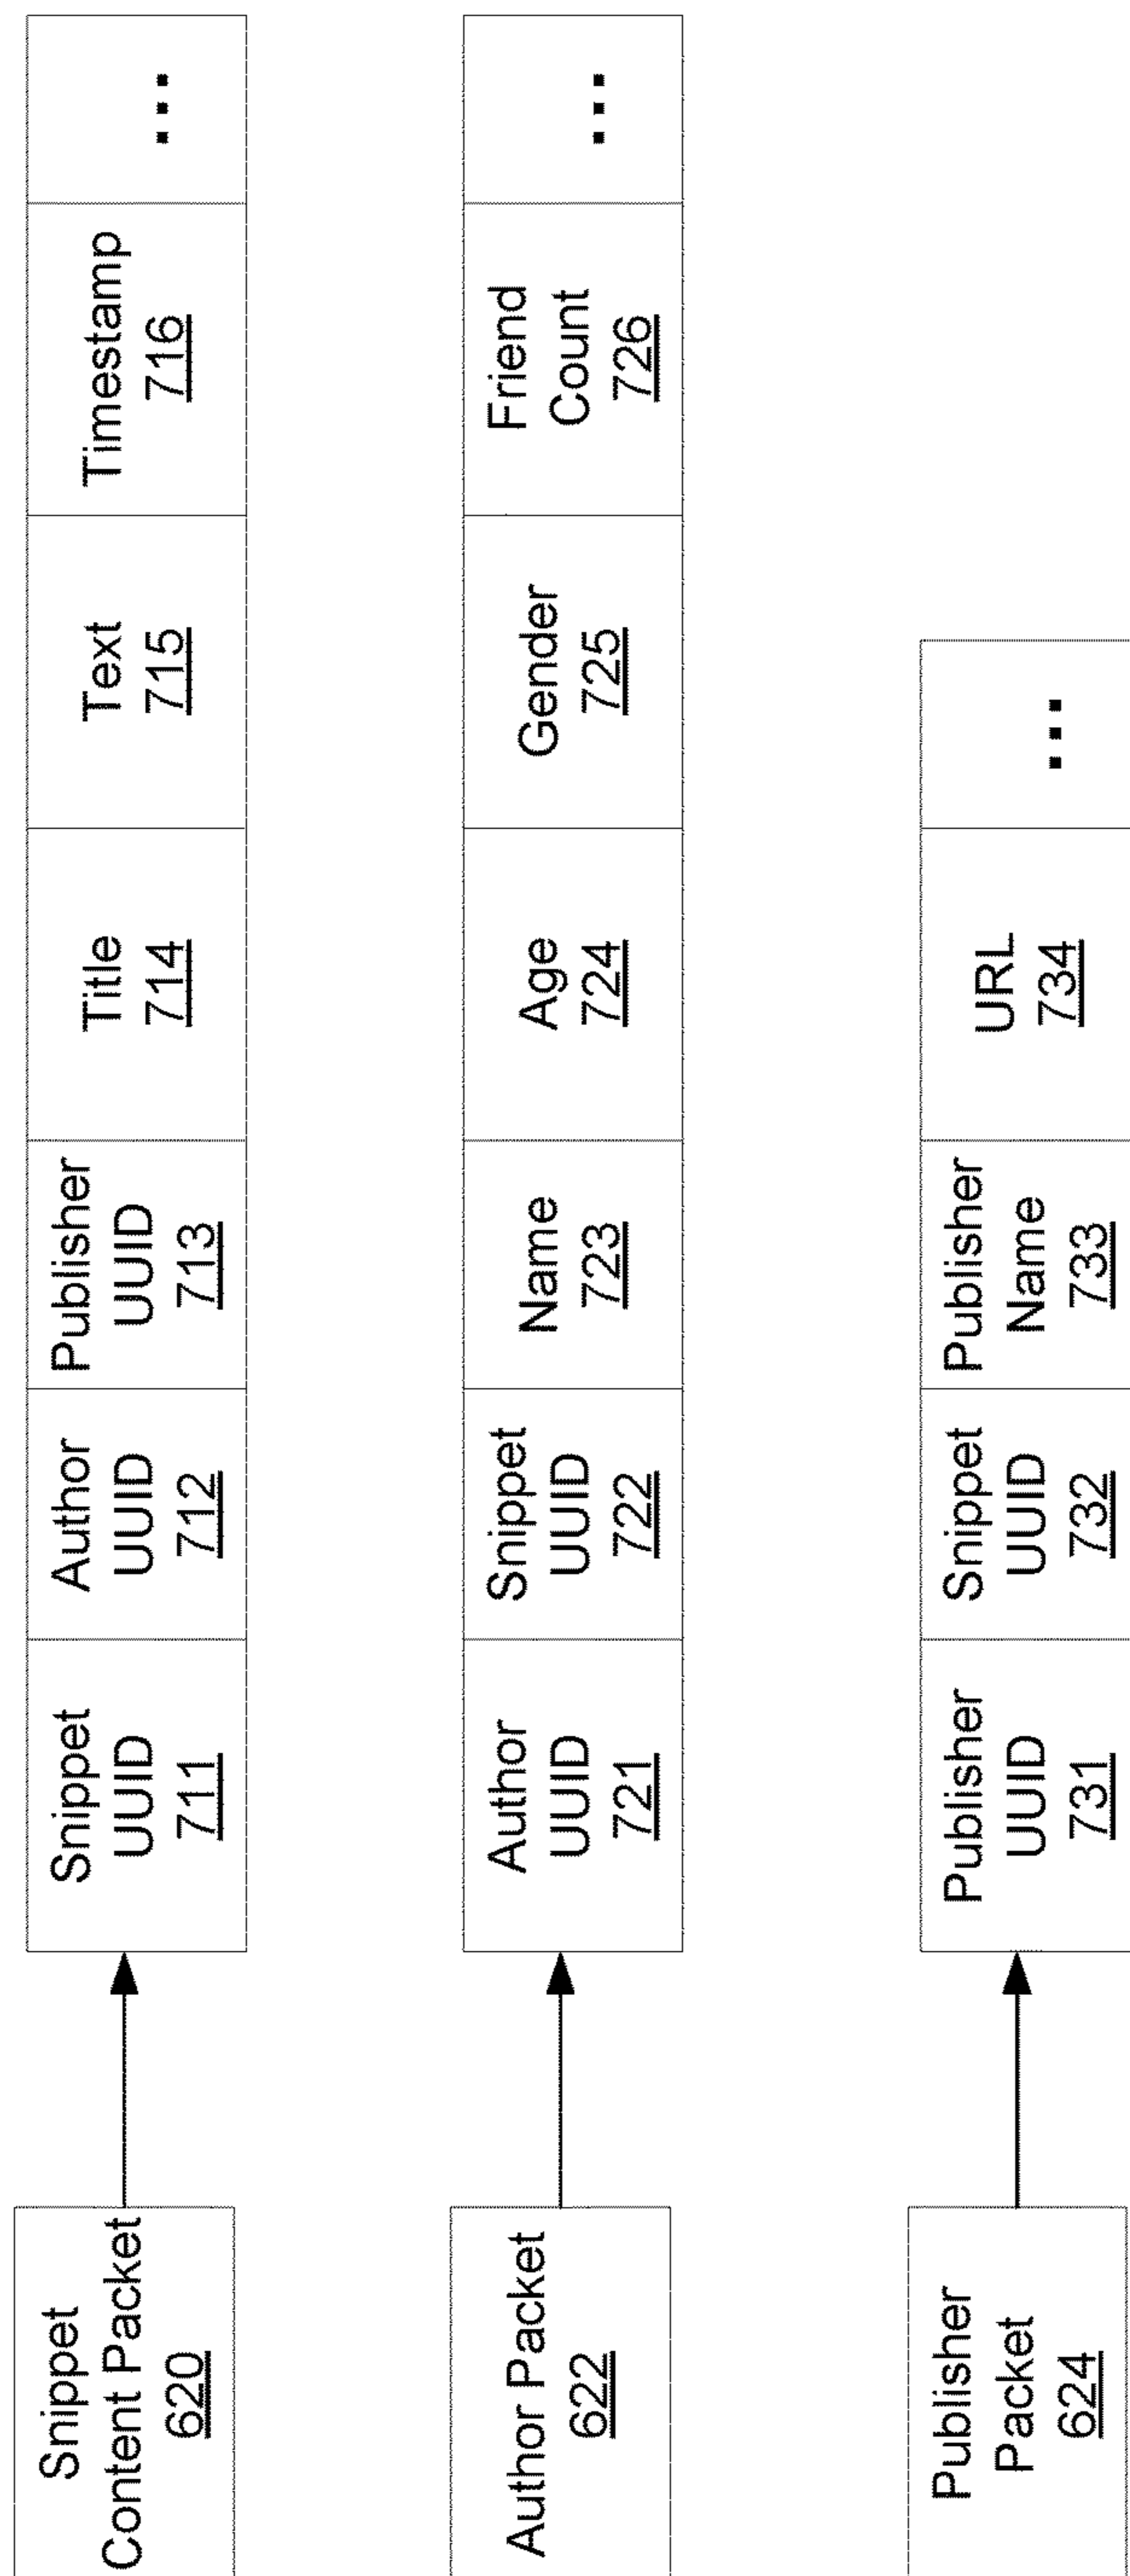 Snippet
Content Packet
620
Snippet
UUID
711
Author
UUID
712
Publisher
UUID
713
Title
714
Text
715
Timestamp
716
...
Author Packet
622
Author
UUID
721
Snippet
UUID
722
Name
723
Age
724
Gender
725
Friend
Count
726
...
Publisher
Packet
624
Publisher
UUID
731
Snippet
UUID
732
Publisher
Name
733
URL
734
...